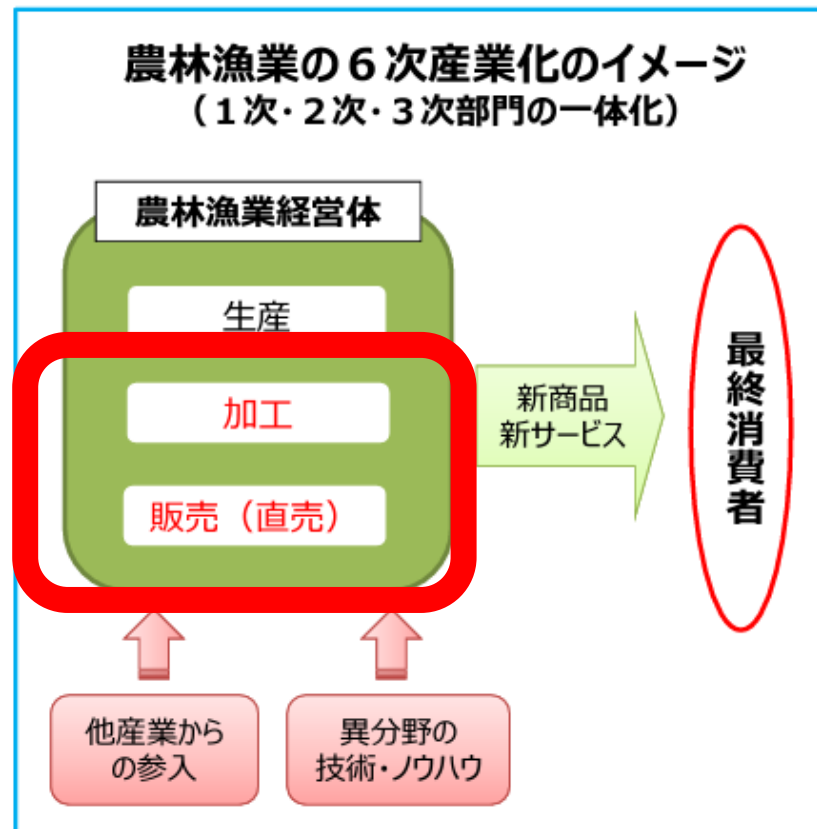 農林漁業の６次産業化のイメージ
（１次・２次・３次部門の一体化）
農林漁業経営体
生産
加工
販売（直売）
新商品
新サービス
最終消費者
他産業から
の参入
異分野の
技術・ノウハウ